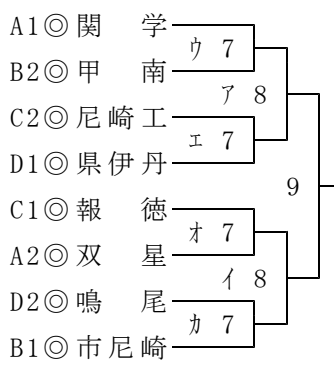 A1◎関　学
ウ 7
B2◎甲　南
ア 8
C2◎尼崎工
エ 7
D1◎県伊丹
9
C1◎報　徳
オ 7
A2◎双　星
イ 8
D2◎鳴　尾
カ 7
B1◎市尼崎